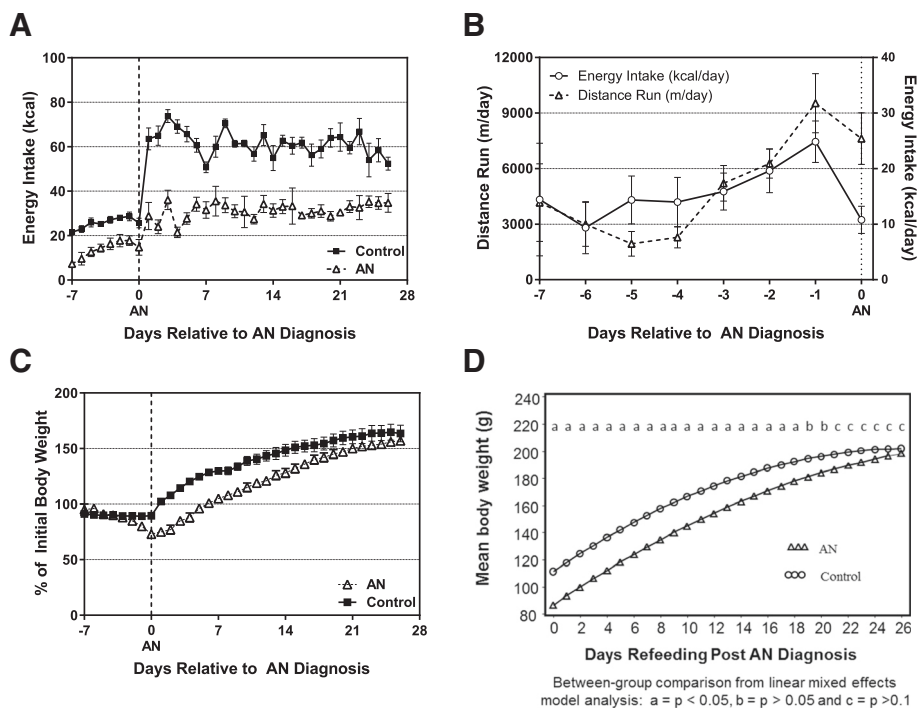 A
B
100
80
60
40
20
0
Energy Intake (kcal)
Control
AN
-7 0 7 14 21 28
AN
Days Relative to AN Diagnosis
12000
9000
6000
3000
0
Distance Run (m/day)
Energy Intake (kcal/day)
Distance Run (m/day)
40
30
20
10
0
Energy Intake (kcal/day)
-7 -6 -5 -4 -3 -2 -1 0
AN
Days Relative to AN Diagnosis
C
D
200
150
100
50
0
% of Initial Body Weight
AN
Control
-7 0 7 14 21 28
AN
Days Relative to AN Diagnosis
240
220
200
180
160
140
120
100
80
Mean body weight (g)
a a a a a a a a a a a a a a a a a a a b b c c c c c c
AN
Control
0 2 4 6 8 10 12 14 16 18 20 22 24 26
Days Refeeding Post AN Diagnosis
Between-group comparison from linear mixed effects
model analysis: a = p < 0.05, b = p > 0.05 and c = p >0.1